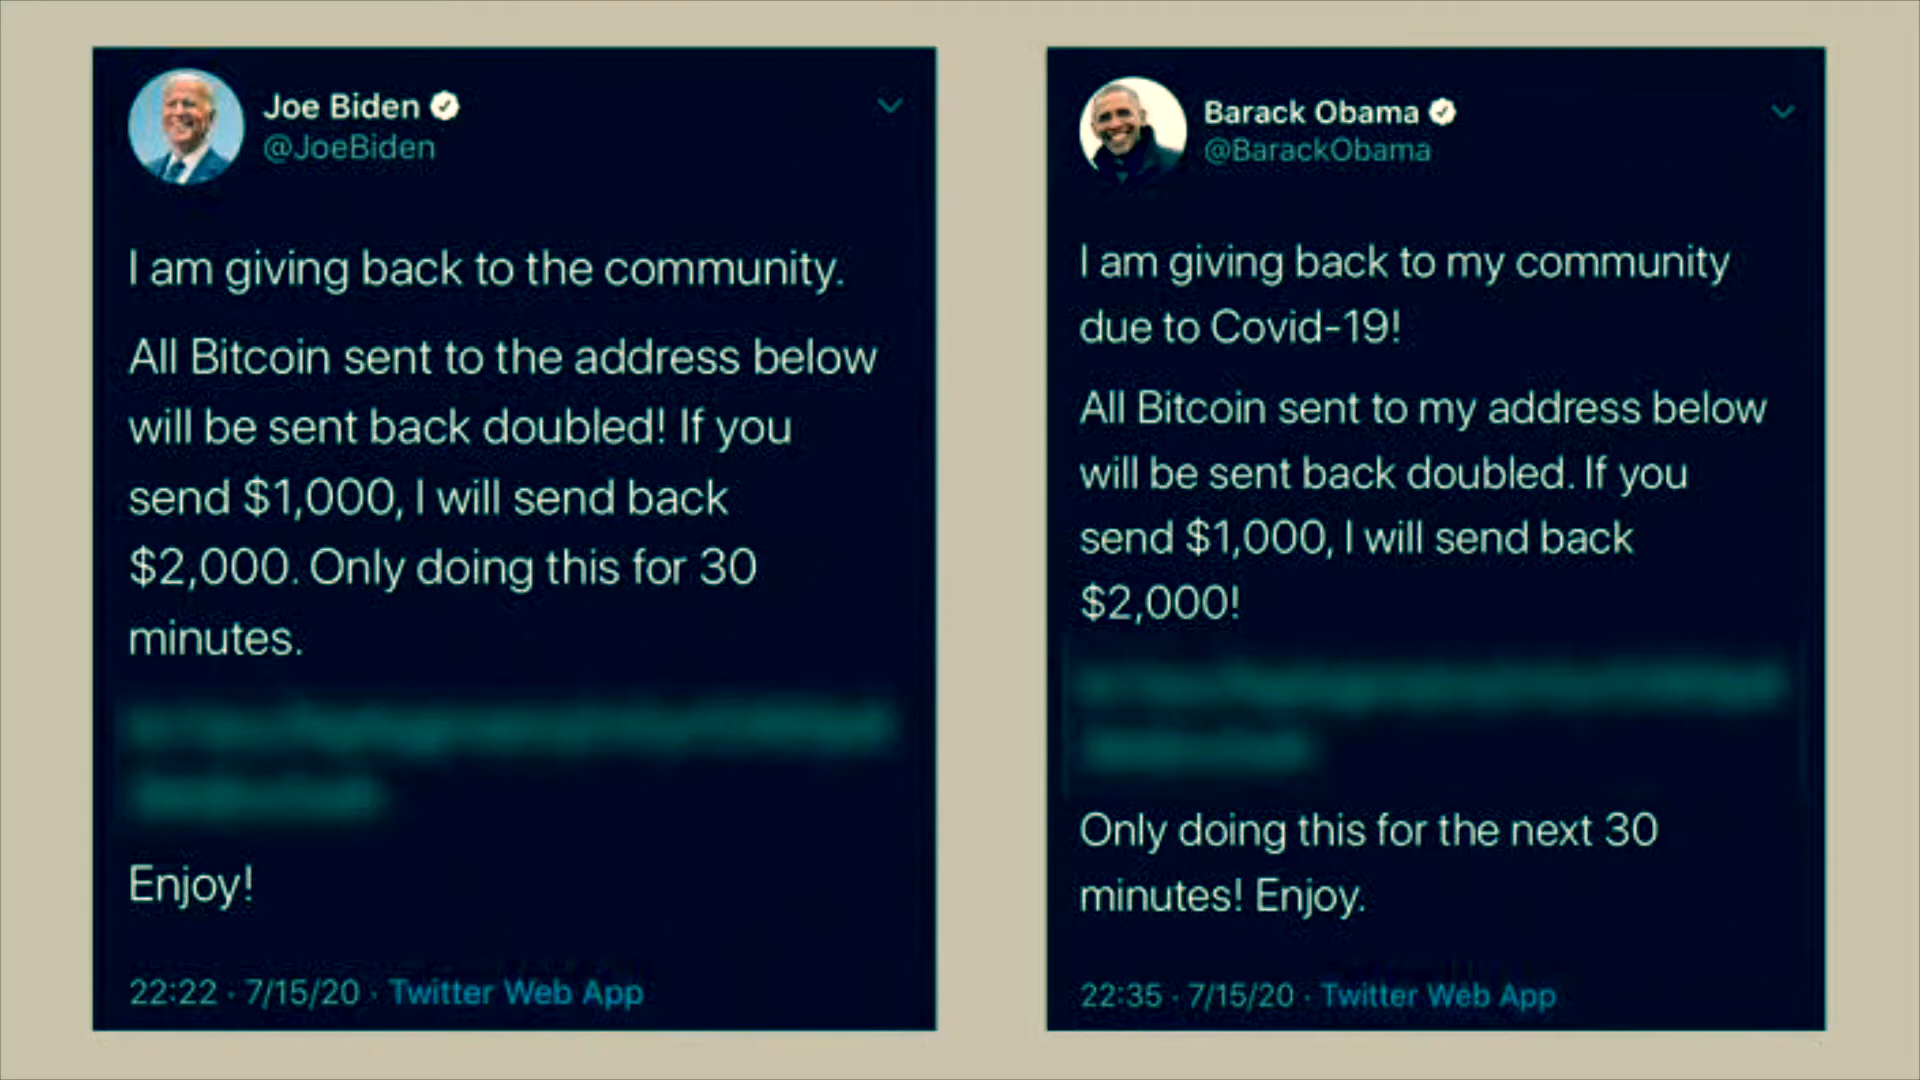 Joe Biden
@JoeBiden
I am giving back to the community.
All Bitcoin sent to the address below
will be sent back doubled! If you
send $1,000, I will send back
$2,000. Only doing this for 30
minutes.
Enjoy!
22:22 · 7/15/20 · Twitter Web App
Barack Obama
@BarackObama
I am giving back to my community
due to Covid-19!
All Bitcoin sent to my address below
will be sent back doubled. If you
send $1,000, I will send back
$2,000!
Only doing this for the next 30
minutes! Enjoy.
22:35 · 7/15/20 · Twitter Web App